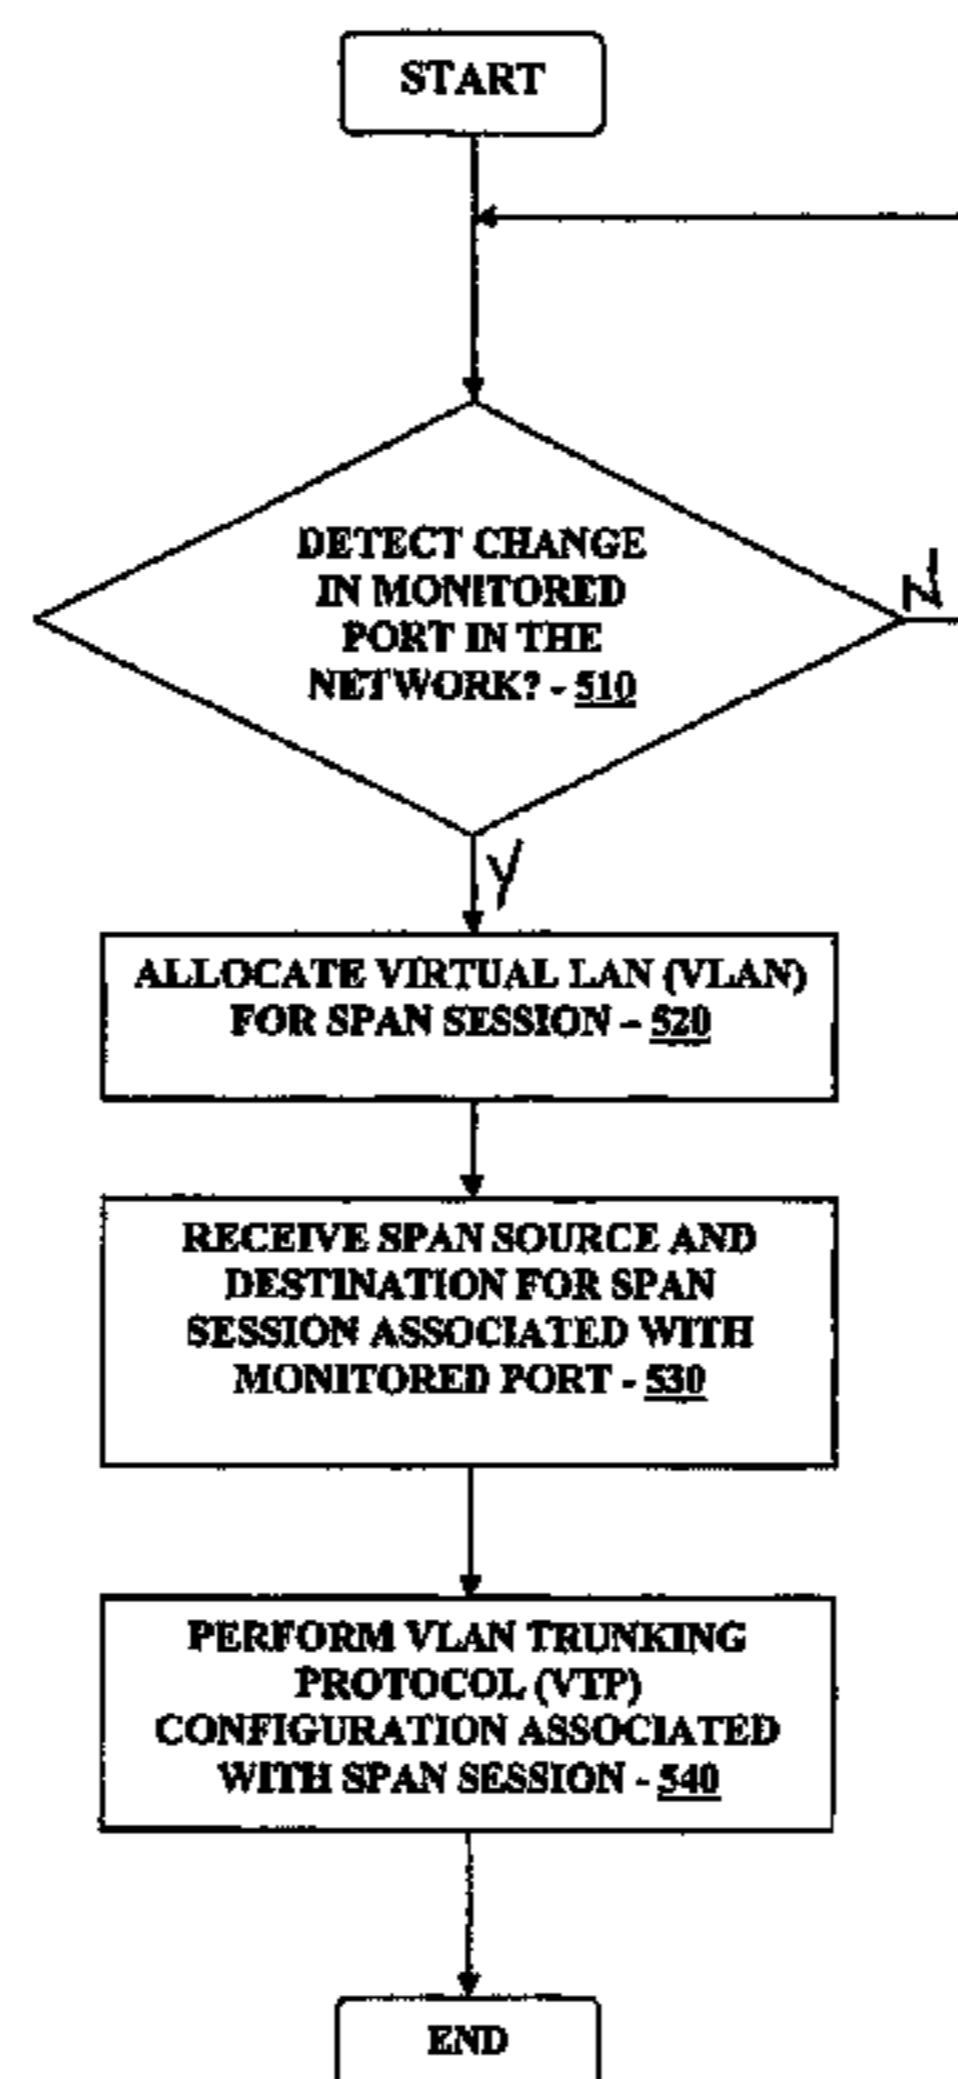 START
DETECT CHANGE
IN MONITORED
PORT IN THE
NETWORK? - 510
N
Y
ALLOCATE VIRTUAL LAN (VLAN)
FOR SPAN SESSION – 520
RECEIVE SPAN SOURCE AND
DESTINATION FOR SPAN
SESSION ASSOCIATED WITH
MONITORED PORT - 530
PERFORM VLAN TRUNKING
PROTOCOL (VTP)
CONFIGURATION ASSOCIATED
WITH SPAN SESSION - 540
END